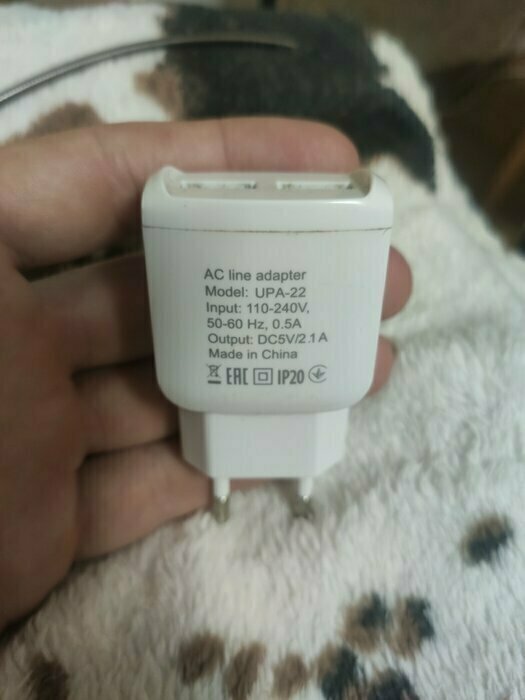 AC line adapter
Model: UPA-22
Input: 110-240V,
50-60 Hz, 0.5A
Output: DC5V/2.1A
Made in China
EAC IP20